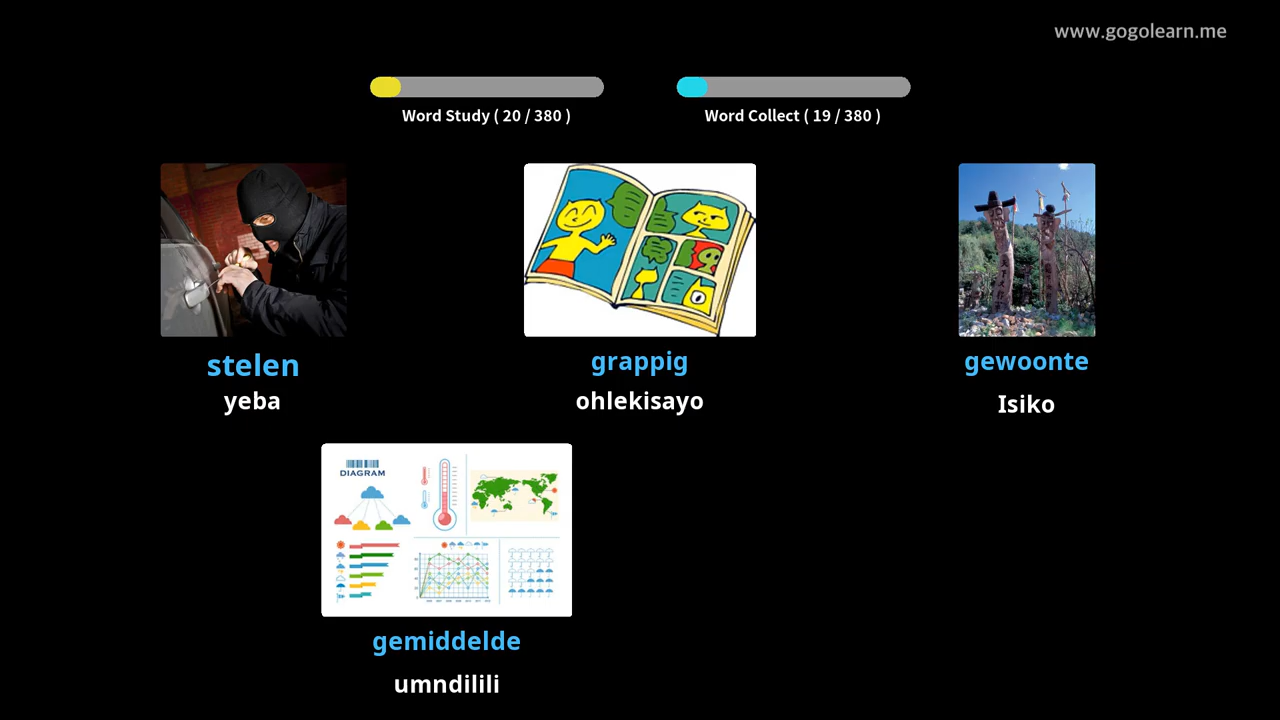 www.gogolearn.me
Word Study ( 20 / 380 )
Word Collect ( 19 / 380 )
stelen
yeba
grappig
ohlekisayo
gewoonte
Isiko
DIAGRAM
gemiddelde
umndilili